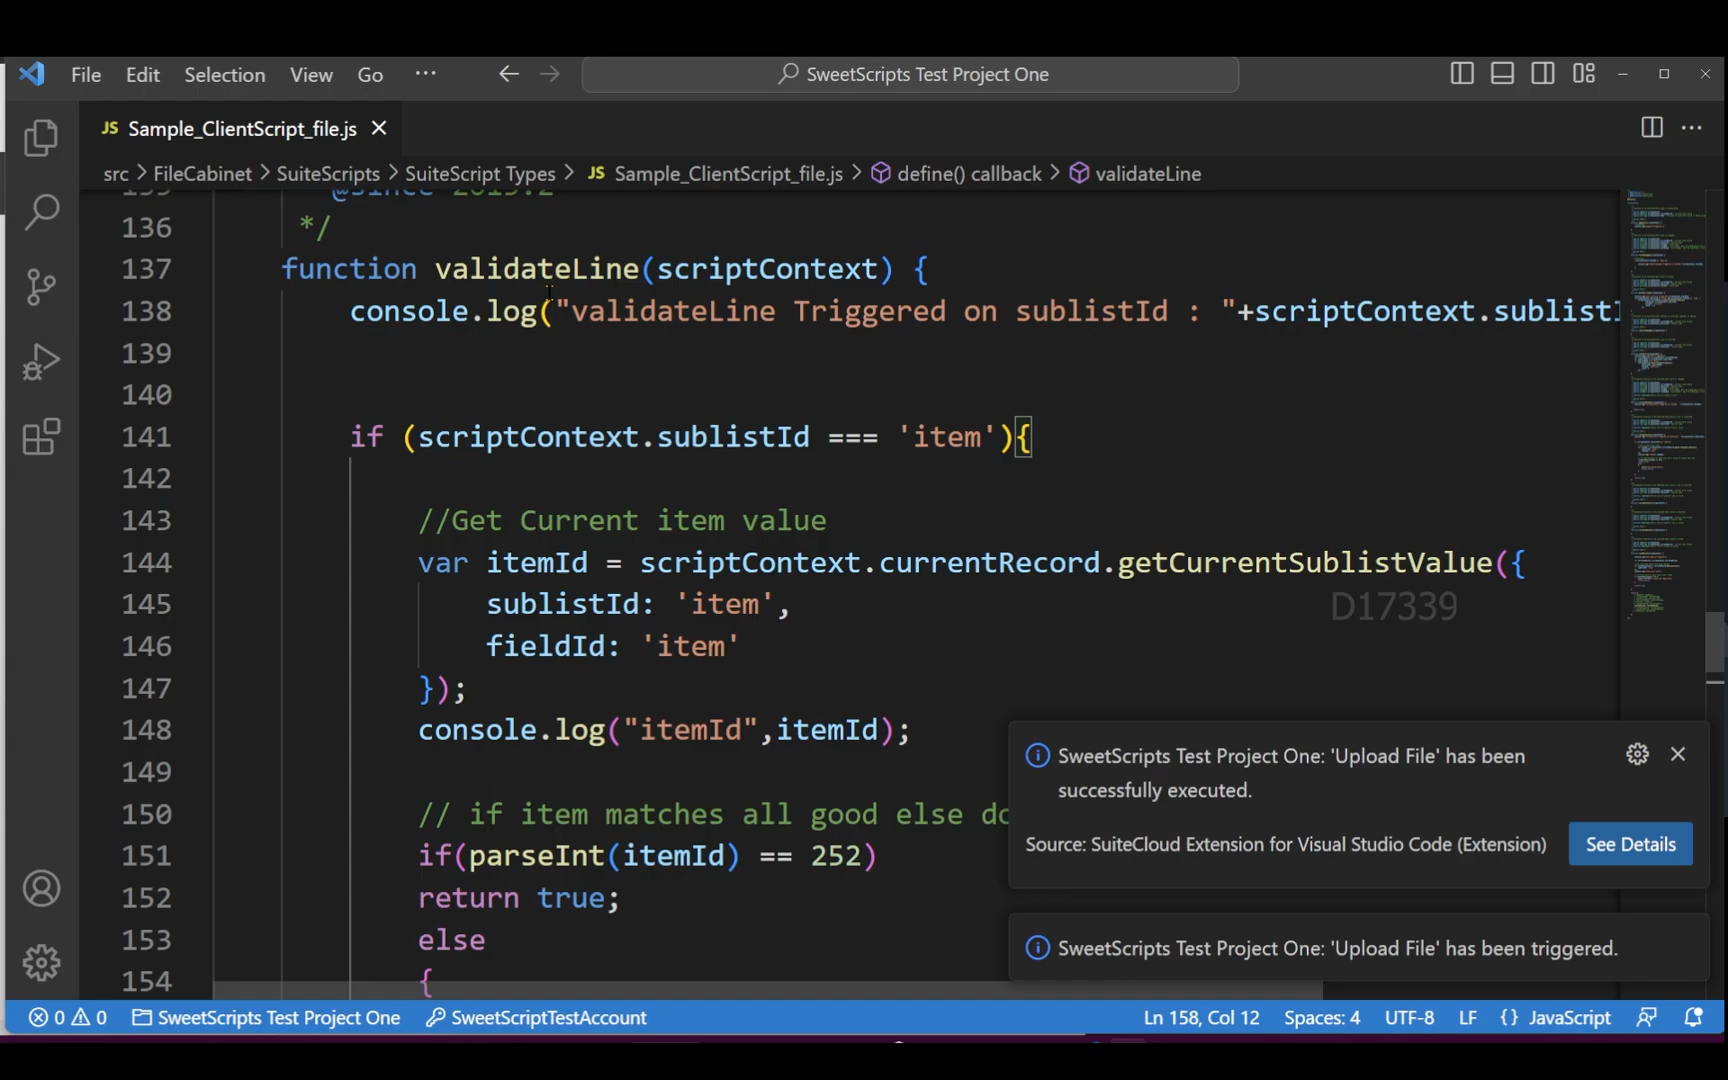 File Edit Selection View Go ··· SweetScripts Test Project One
JS Sample_ClientScript_file.js
src > FileCabinet > SuiteScripts > SuiteScript Types > JS Sample_ClientScript_file.js > define() callback > validateLine
@since 2019.2
136 */
137 function validateLine(scriptContext) {
138 console.log("validateLine Triggered on sublistId : "+scriptContext.sublistI
139
140
141 if (scriptContext.sublistId === 'item'){
142
143 //Get Current item value
144 var itemId = scriptContext.currentRecord.getCurrentSublistValue({
145 sublistId: 'item',
146 fieldId: 'item'
147 });
148 console.log("itemId",itemId);
149
150 // if item matches all good else do
151 if(parseInt(itemId) == 252)
152 return true;
153 else
154 {
D17339
SweetScripts Test Project One: 'Upload File' has been
successfully executed.
Source: SuiteCloud Extension for Visual Studio Code (Extension) See Details
SweetScripts Test Project One: 'Upload File' has been triggered.
0 0 SweetScripts Test Project One SweetScriptTestAccount Ln 158, Col 12 Spaces: 4 UTF-8 LF {} JavaScript